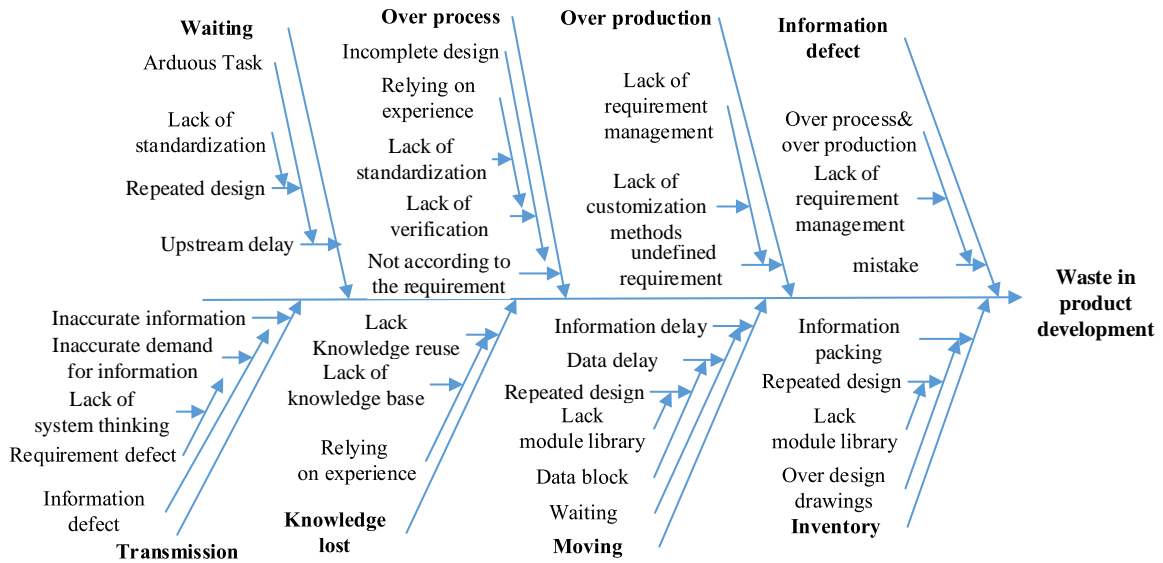 Waiting
Arduous Task
Lack of
standardization
Repeated design
Upstream delay
Over process
Incomplete design
Relying on
experience
Lack of
standardization
Lack of
verification
Not according to
the requirement
Over production
Lack of
requirement
management
Lack of
customization
methods
undefined
requirement
Information
defect
Over process&
over production
Lack of
requirement
management
mistake
Waste in
product
development
Inaccurate information
Inaccurate demand
for information
Lack of
system thinking
Requirement defect
Information
defect
Transmission
Lack
Knowledge reuse
Lack of
knowledge base
Relying
on experience
Knowledge
lost
Information delay
Data delay
Repeated design
Lack
module library
Data block
Waiting
Moving
Information
packing
Repeated design
Lack
module library
Over design
drawings
Inventory